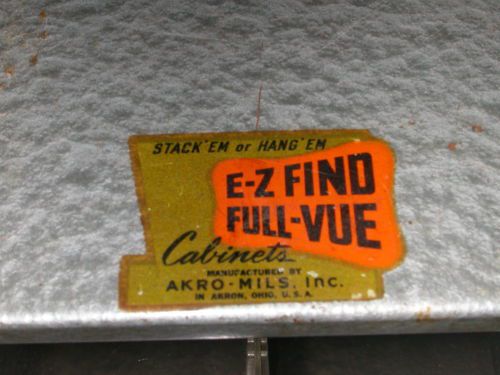 STACK 'EM or HANG 'EM
E-Z FIND
FULL-VUE
Cabinets
MANUFACTURED BY
AKRO-MILS, Inc.
IN AKRON, OHIO, U.S.A.